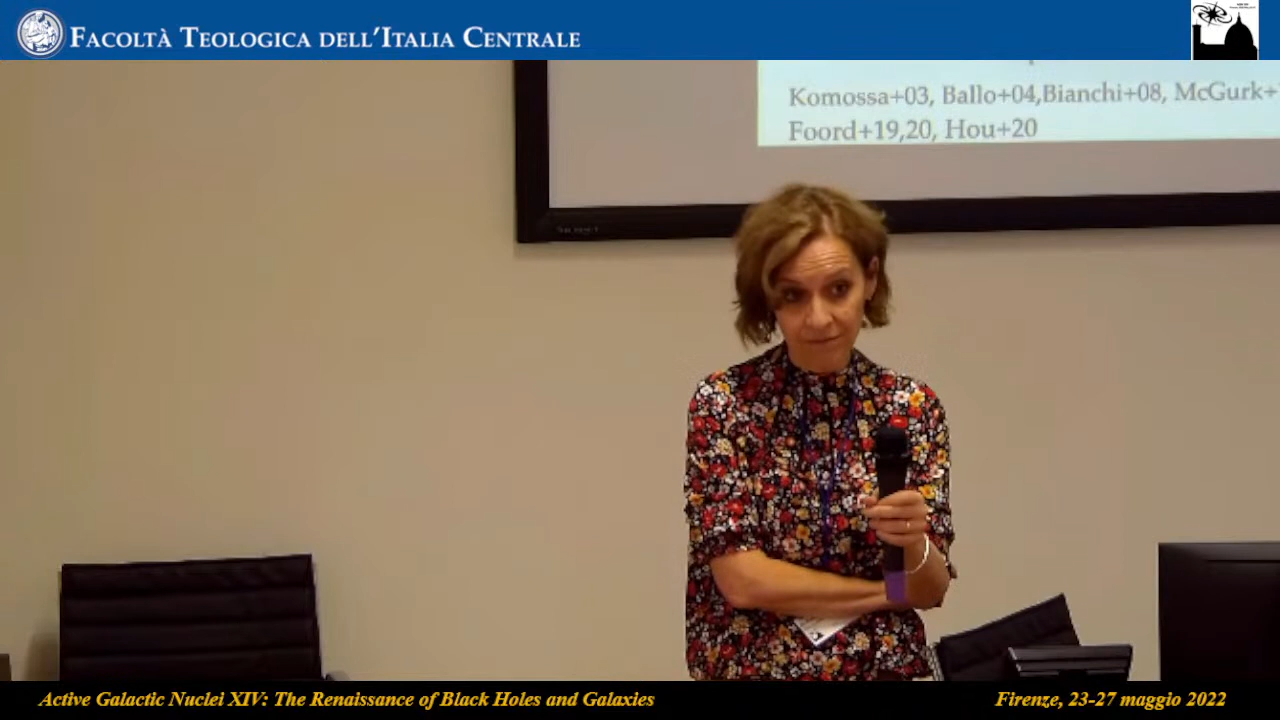 FACOLTÀ TEOLOGICA DELL'ITALIA CENTRALE
Komossa+03, Ballo+04,Bianchi+08, McGurk+
Foord+19,20, Hou+20
Active Galactic Nuclei XIV: The Renaissance of Black Holes and Galaxies
Firenze, 23-27 maggio 2022